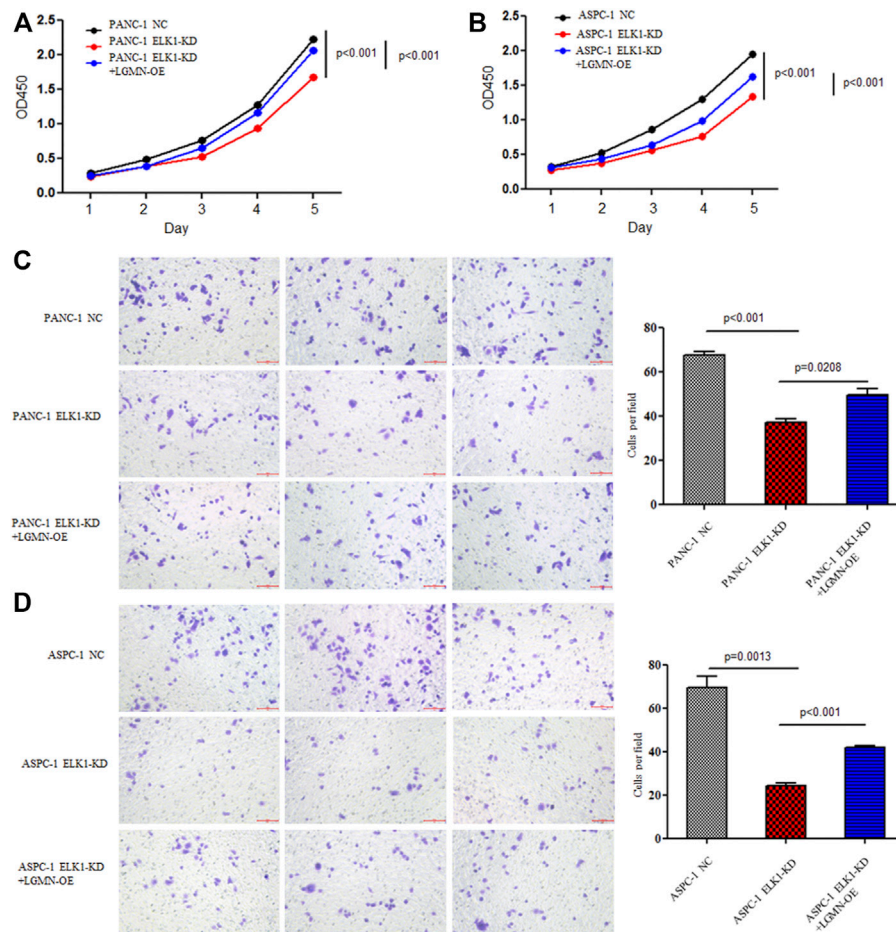 A
PANC-1 NC
PANC-1 ELK1-KD
PANC-1 ELK1-KD
+LGMN-OE
OD450
2.5
2.0
1.5
1.0
0.5
0.0
1 2 3 4 5
Day
p<0.001
p<0.001
B
ASPC-1 NC
ASPC-1 ELK1-KD
ASPC-1 ELK1-KD
+LGMN-OE
OD450
2.5
2.0
1.5
1.0
0.5
0.0
1 2 3 4 5
Day
p<0.001
p<0.001
C
PANC-1 NC
PANC-1 ELK1-KD
PANC-1 ELK1-KD
+LGMN-OE
Cells per field
80
60
40
20
0
p<0.001
p=0.0208
PANC-1 NC
PANC-1 ELK1-KD
PANC-1 ELK1-KD
+LGMN-OE
D
ASPC-1 NC
ASPC-1 ELK1-KD
ASPC-1 ELK1-KD
+LGMN-OE
Cells per field
80
60
40
20
0
p=0.0013
p<0.001
ASPC-1 NC
ASPC-1 ELK1-KD
ASPC-1 ELK1-KD
+LGMN-OE